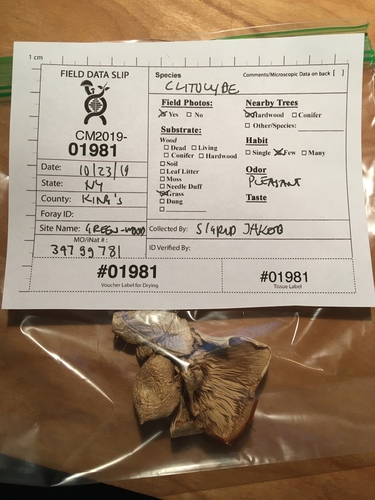 1 cm
FIELD DATA SLIP
CM2019-
01981
Date: 10/23/19
State: NY
County: KING'S
Foray ID:
Site Name: GREEN-WOOD
MO/iNat #:
39799781
Species Comments/Microscopic Data on back [ ]
CLITOCYBE
Field Photos:
Yes No
Substrate:
Wood
Dead Living
Conifer Hardwood
Soil
Leaf Litter
Moss
Needle Duff
Grass
Dung
Nearby Trees
Hardwood Conifer
Other/Species:
Habit
Single Few Many
Odor
PLEASANT
Taste
Collected By: SIGRID JAKOB
ID Verified By:
#01981
Voucher Label for Drying
#01981
Tissue Label